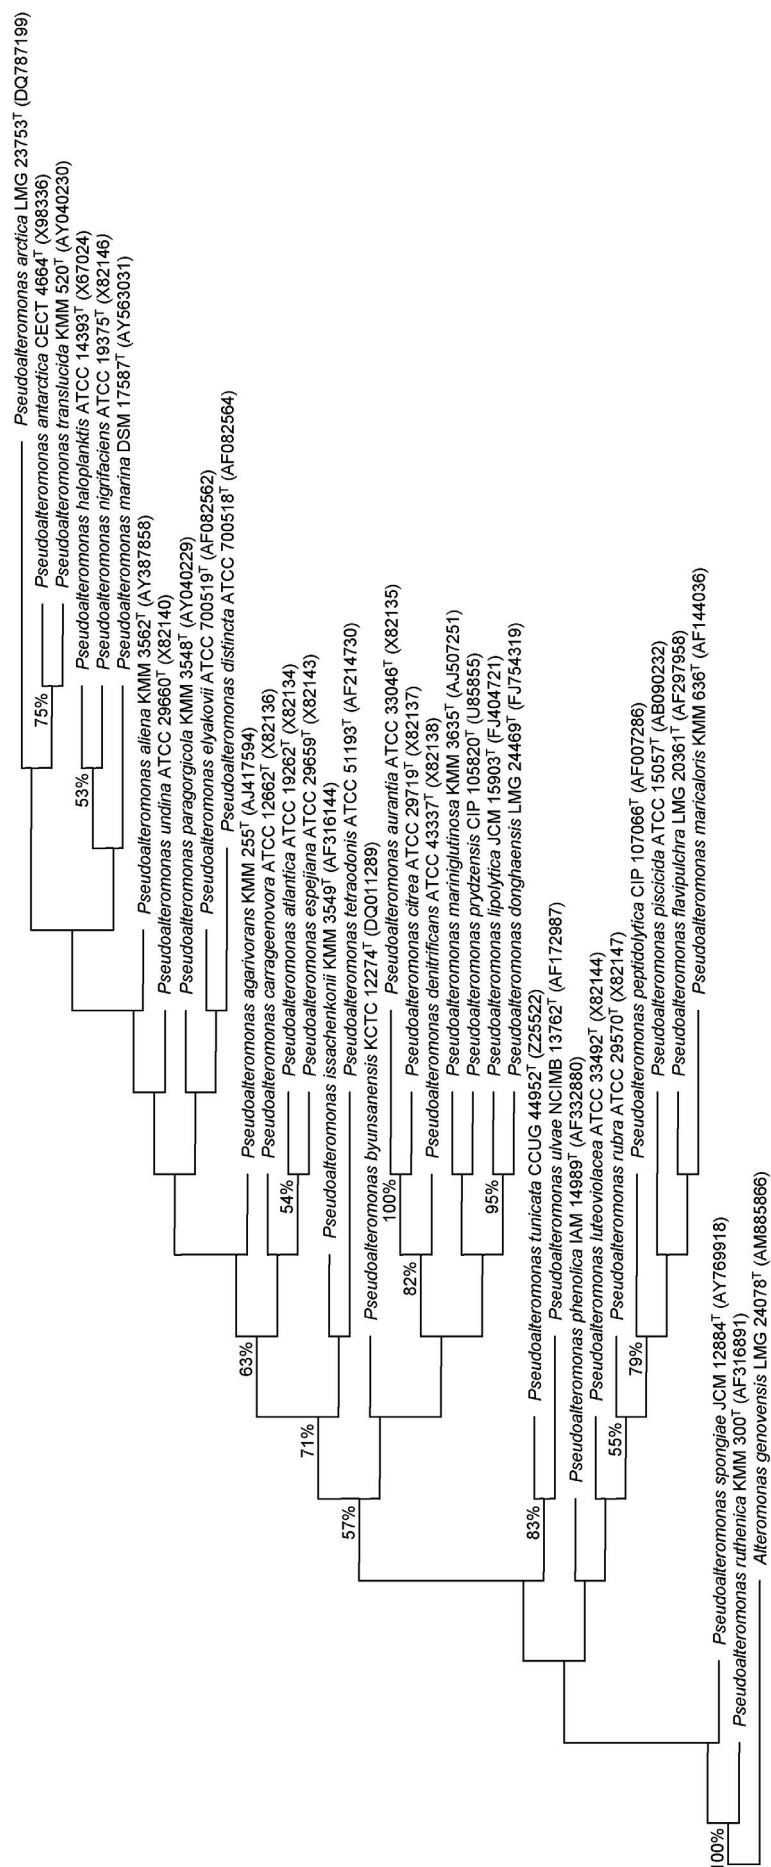 Pseudoalteromonas arctica LMG 23753ᵀ (DQ787199)
Pseudoalteromonas antarctica CECT 4664ᵀ (X98336)
75%
Pseudoalteromonas translucida KMM 520ᵀ (AY040230)
Pseudoalteromonas haloplanktis ATCC 14393ᵀ (X67024)
53%
Pseudoalteromonas nigrifaciens ATCC 19375ᵀ (X82146)
Pseudoalteromonas marina DSM 17587ᵀ (AY563031)
Pseudoalteromonas aliena KMM 3562ᵀ (AY387858)
Pseudoalteromonas undina ATCC 29660ᵀ (X82140)
Pseudoalteromonas paragorgicola KMM 3548ᵀ (AY040229)
Pseudoalteromonas elyakovii ATCC 700519ᵀ (AF082562)
Pseudoalteromonas distincta ATCC 700518ᵀ (AF082564)
Pseudoalteromonas agarivorans KMM 255ᵀ (AJ417594)
63%
Pseudoalteromonas carrageenovora ATCC 12662ᵀ (X82136)
Pseudoalteromonas atlantica ATCC 19262ᵀ (X82134)
54%
Pseudoalteromonas espejiana ATCC 29659ᵀ (X82143)
71%
Pseudoalteromonas issachenkonii KMM 3549ᵀ (AF316144)
Pseudoalteromonas tetraodonis ATCC 51193ᵀ (AF214730)
57%
Pseudoalteromonas byunsanensis KCTC 12274ᵀ (DQ011289)
Pseudoalteromonas aurantia ATCC 33046ᵀ (X82135)
100%
Pseudoalteromonas citrea ATCC 29719ᵀ (X82137)
82%
Pseudoalteromonas denitrificans ATCC 43337ᵀ (X82138)
Pseudoalteromonas mariniglutinosa KMM 3635ᵀ (AJ507251)
Pseudoalteromonas prydzensis CIP 105820ᵀ (U85855)
Pseudoalteromonas lipolytica JCM 15903ᵀ (FJ404721)
95%
Pseudoalteromonas donghaensis LMG 24469ᵀ (FJ754319)
Pseudoalteromonas tunicata CCUG 44952ᵀ (Z25522)
83%
Pseudoalteromonas ulvae NCIMB 13762ᵀ (AF172987)
Pseudoalteromonas phenolica IAM 14989ᵀ (AF332880)
Pseudoalteromonas luteoviolacea ATCC 33492ᵀ (X82144)
Pseudoalteromonas rubra ATCC 29570ᵀ (X82147)
55%
Pseudoalteromonas peptidolytica CIP 107066ᵀ (AF007286)
79%
Pseudoalteromonas piscicida ATCC 15057ᵀ (AB090232)
Pseudoalteromonas flavipulchra LMG 20361ᵀ (AF297958)
Pseudoalteromonas maricaloris KMM 636ᵀ (AF144036)
Pseudoalteromonas spongiae JCM 12884ᵀ (AY769918)
100%
Pseudoalteromonas ruthenica KMM 300ᵀ (AF316891)
Alteromonas genovensis LMG 24078ᵀ (AM885866)